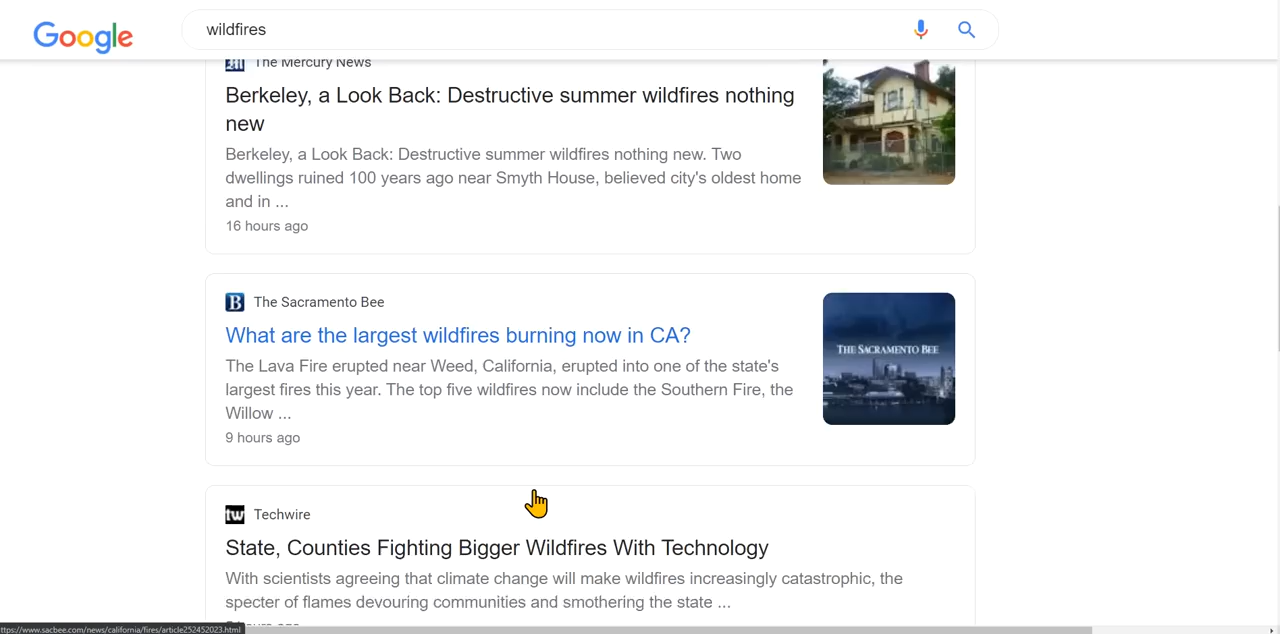 Google
wildfires
The Mercury News
Berkeley, a Look Back: Destructive summer wildfires nothing
new
Berkeley, a Look Back: Destructive summer wildfires nothing new. Two
dwellings ruined 100 years ago near Smyth House, believed city's oldest home
and in ...
16 hours ago
B The Sacramento Bee
What are the largest wildfires burning now in CA?
The Lava Fire erupted near Weed, California, erupted into one of the state's
largest fires this year. The top five wildfires now include the Southern Fire, the
Willow ...
9 hours ago
THE SACRAMENTO BEE
tw Techwire
State, Counties Fighting Bigger Wildfires With Technology
With scientists agreeing that climate change will make wildfires increasingly catastrophic, the
specter of flames devouring communities and smothering the state ...
hours ago
ttps://www.sacbee.com/news/california/fires/article252452023.html